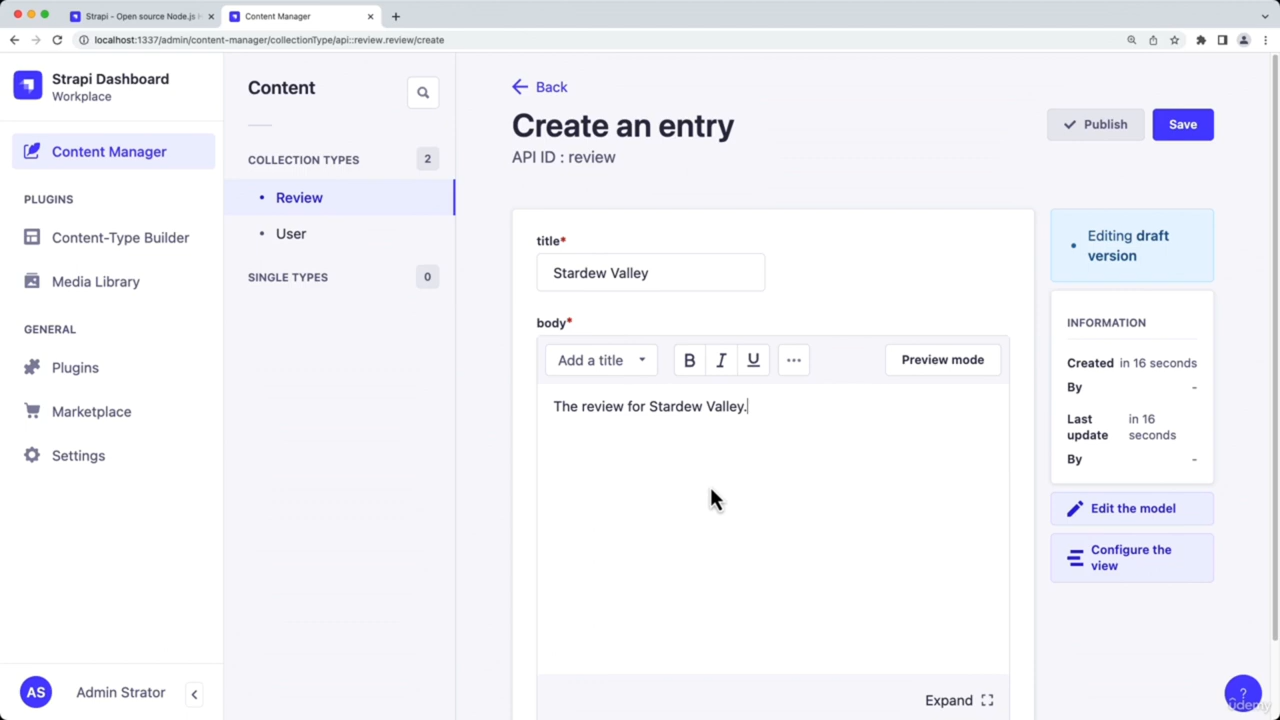 Strapi - Open source Node.js
Content Manager
localhost:1337/admin/content-manager/collectionType/api::review.review/create
Strapi Dashboard
Workplace
Content Manager
PLUGINS
Content-Type Builder
Media Library
GENERAL
Plugins
Marketplace
Settings
AS
Admin Strator
Content
COLLECTION TYPES
2
Review
User
SINGLE TYPES
0
Back
Create an entry
API ID : review
Publish
Save
title*
Stardew Valley
body*
Add a title
B
I
U
Preview mode
The review for Stardew Valley.
Expand
Editing draft
version
INFORMATION
Created in 16 seconds
By -
Last in 16
update seconds
By -
Edit the model
Configure the
view
?
ûdemy